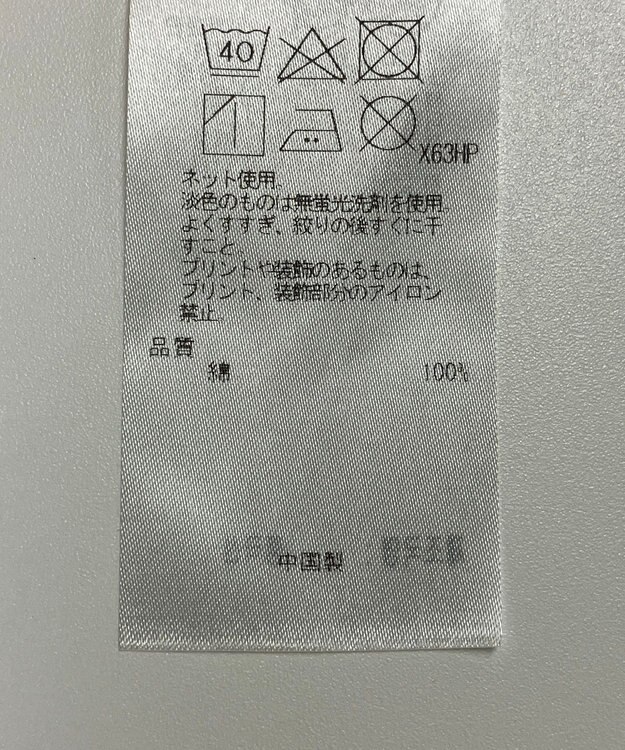 40
X63HP
ネット使用.
淡色のものは無蛍光洗剤を使用.
よくすすぎ、絞りの後すぐに干
すこと.
プリントや装飾のあるものは、
プリント、装飾部分のアイロン
禁止.
品質
綿 100%
中国製